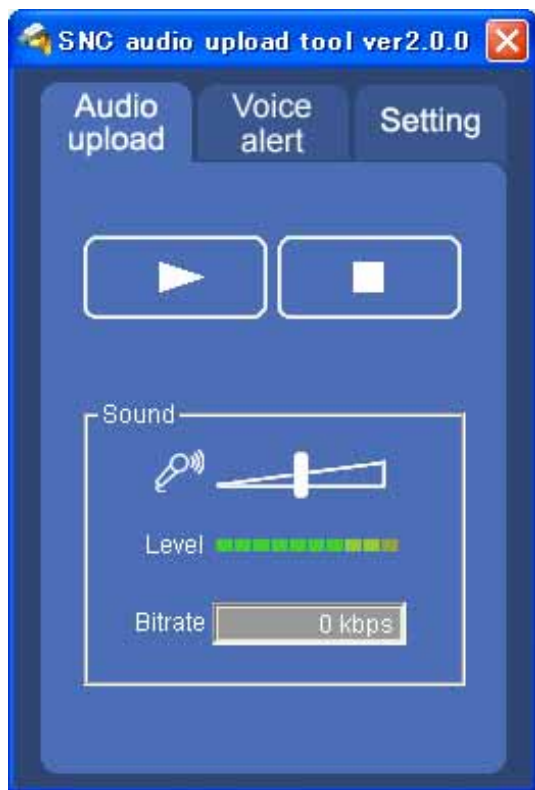 SNC audio upload tool ver2.0.0
Audio
upload
Voice
alert
Setting
Sound
Level
Bitrate 0 kbps